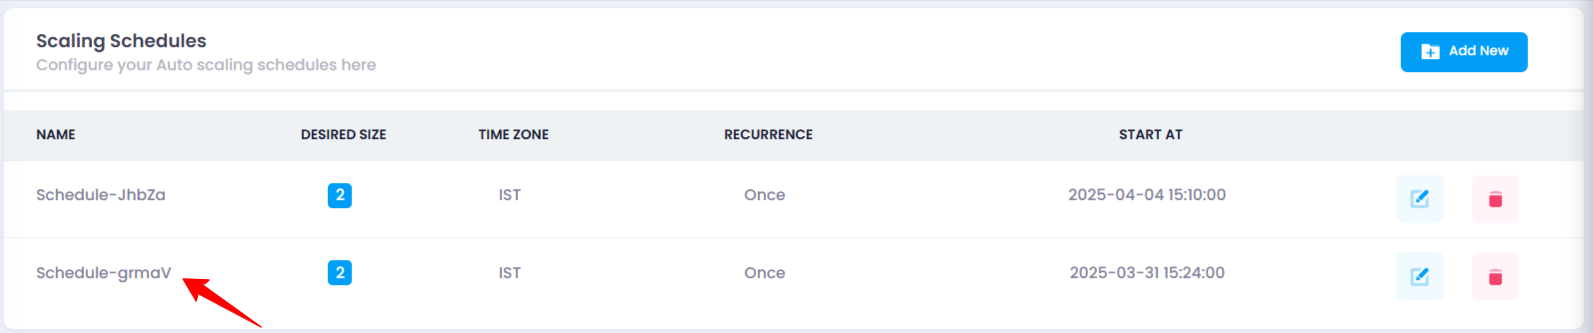 Scaling Schedules
Configure your Auto scaling schedules here
Add New
NAME DESIRED SIZE TIME ZONE RECURRENCE START AT
Schedule-JhbZa 2 IST Once 2025-04-04 15:10:00
Schedule-grmaV 2 IST Once 2025-03-31 15:24:00